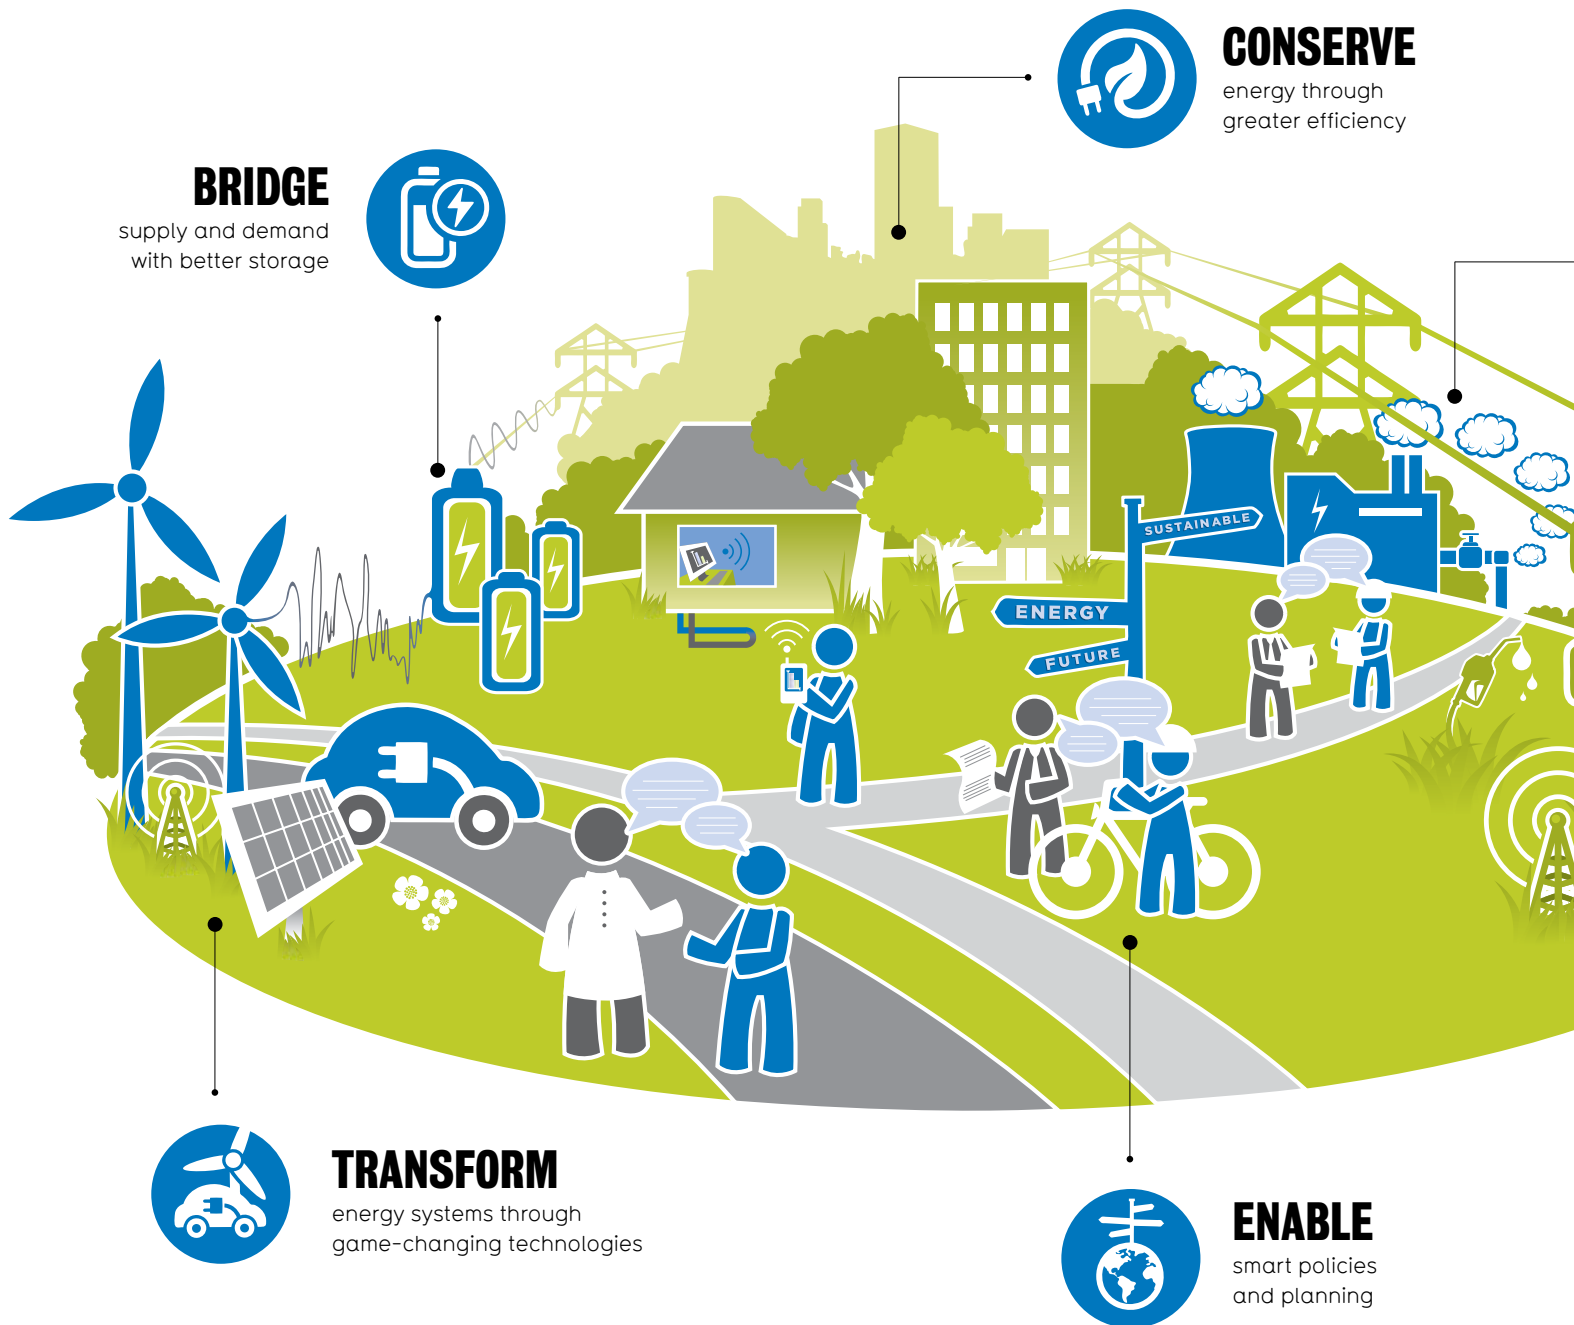 CONSERVE
energy through
greater efficiency
BRIDGE
supply and demand
with better storage
SUSTAINABLE
ENERGY
FUTURE
TRANSFORM
energy systems through
game-changing technologies
ENABLE
smart policies
and planning